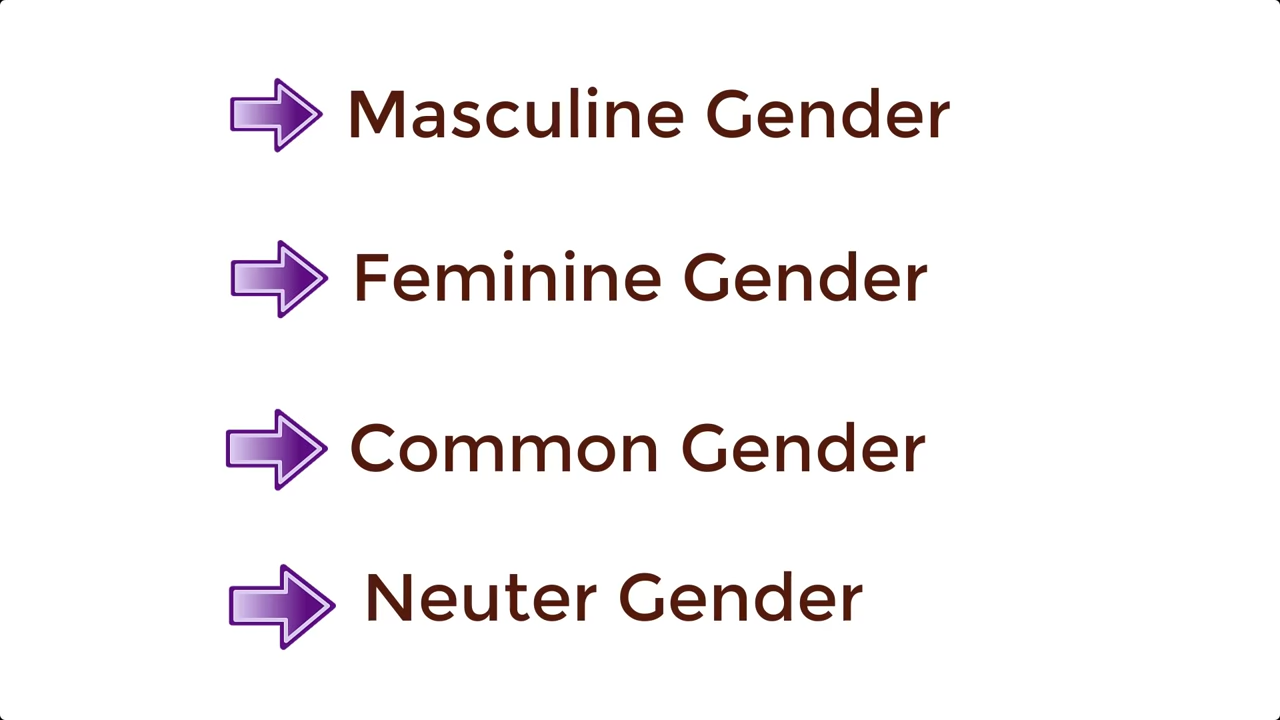 Masculine Gender
Feminine Gender
Common Gender
Neuter Gender